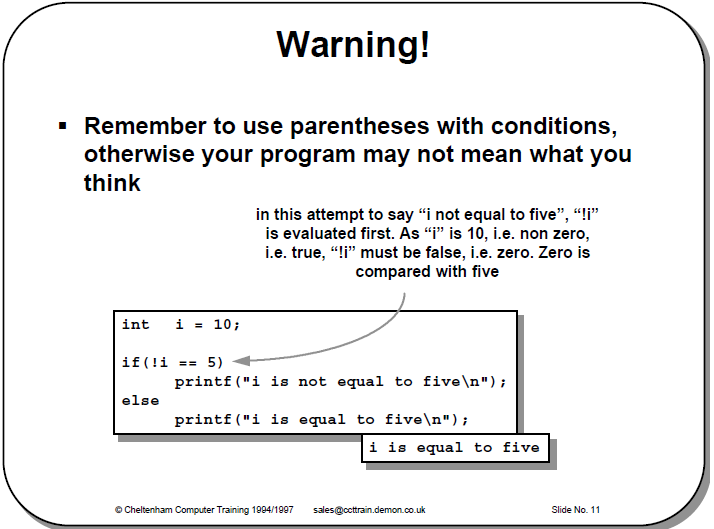 Warning!
▪ Remember to use parentheses with conditions,
otherwise your program may not mean what you
think
in this attempt to say “i not equal to five”, “!i”
is evaluated first. As “i” is 10, i.e. non zero,
i.e. true, “!i” must be false, i.e. zero. Zero is
compared with five
int   i = 10;
if(!i == 5)
      printf("i is not equal to five\n");
else
      printf("i is equal to five\n");
i is equal to five
© Cheltenham Computer Training 1994/1997 sales@ccttrain.demon.co.uk Slide No. 11